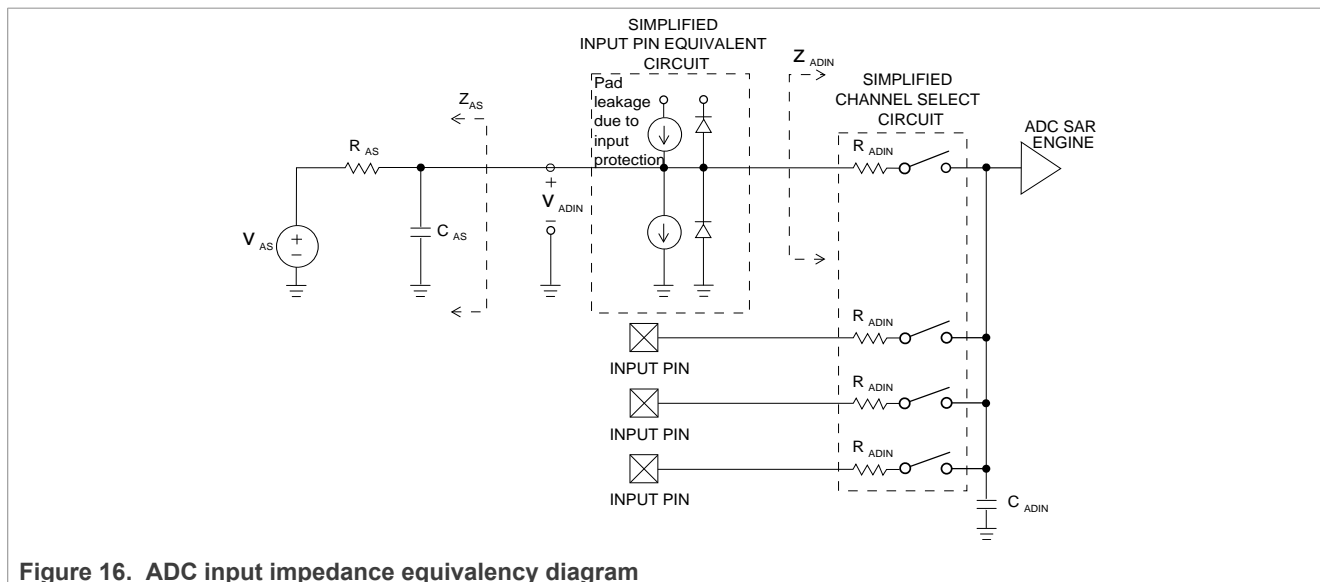 SIMPLIFIED
INPUT PIN EQUIVALENT
CIRCUIT
Pad
leakage
due to
input
protection
Z ADIN
SIMPLIFIED
CHANNEL SELECT
CIRCUIT
ADC SAR
ENGINE
Z AS
R AS
R ADIN
+
V ADIN
–
C AS
V AS
+
–
R ADIN
INPUT PIN
R ADIN
INPUT PIN
R ADIN
INPUT PIN
C ADIN
Figure 16. ADC input impedance equivalency diagram